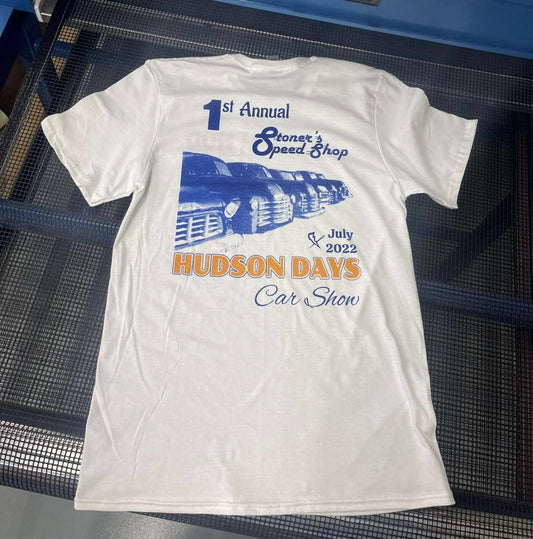 1st Annual
Stoner's
Speed Shop
July
2022
HUDSON DAYS
Car Show